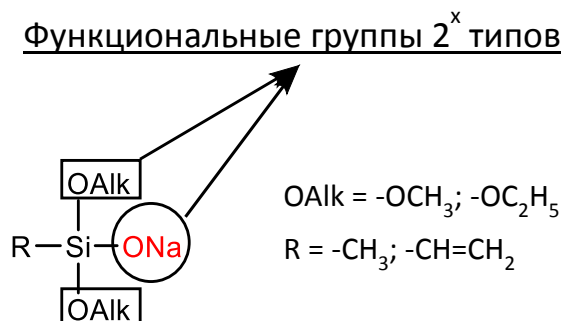 Функциональные группы 2ˣ типов
OAlk
R–Si–ONa
OAlk
OAlk = -OCH₃; -OC₂H₅
R = -CH₃; -CH=CH₂